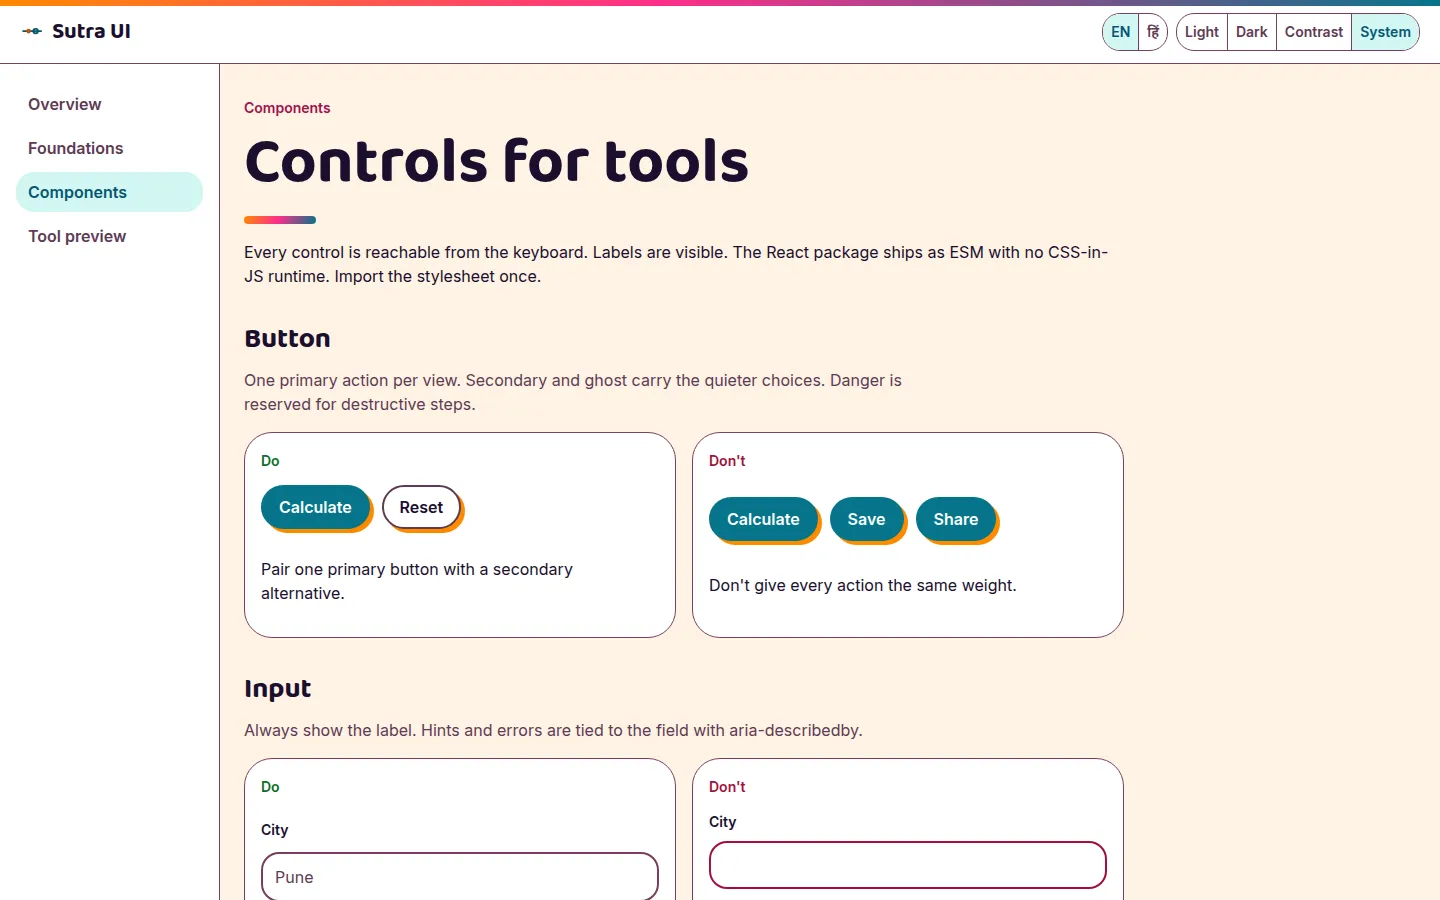 Sutra UI
EN
हिं
Light
Dark
Contrast
System
Overview
Foundations
Components
Tool preview
Components
Controls for tools
Every control is reachable from the keyboard. Labels are visible. The React package ships as ESM with no CSS-in-
JS runtime. Import the stylesheet once.
Button
One primary action per view. Secondary and ghost carry the quieter choices. Danger is
reserved for destructive steps.
Do
Calculate
Reset
Pair one primary button with a secondary
alternative.
Don't
Calculate
Save
Share
Don't give every action the same weight.
Input
Always show the label. Hints and errors are tied to the field with aria-describedby.
Do
City
Pune
Don't
City